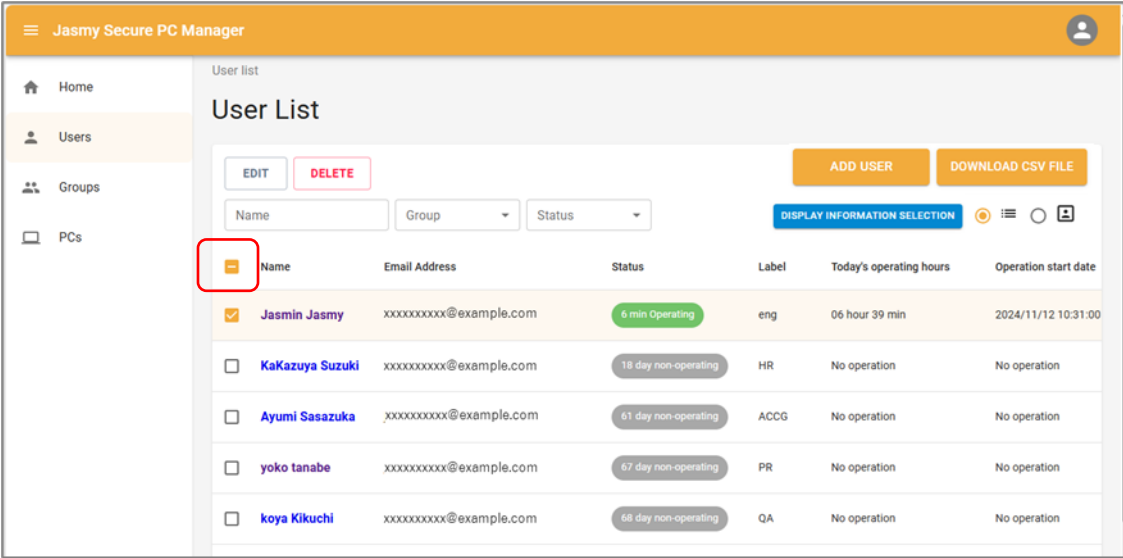 Jasmy Secure PC Manager
Home
Users
Groups
PCs
User list
User List
EDIT DELETE ADD USER DOWNLOAD CSV FILE
Name Group Status DISPLAY INFORMATION SELECTION
Name Email Address Status Label Today's operating hours Operation start date
Jasmin Jasmy xxxxxxxxxx@example.com 6 min Operating eng 06 hour 39 min 2024/11/12 10:31:00
KaKazuya Suzuki xxxxxxxxxx@example.com 18 day non-operating HR No operation No operation
Ayumi Sasazuka xxxxxxxxxx@example.com 61 day non-operating ACCG No operation No operation
yoko tanabe xxxxxxxxxx@example.com 67 day non-operating PR No operation No operation
koya Kikuchi xxxxxxxxxx@example.com 68 day non-operating QA No operation No operation